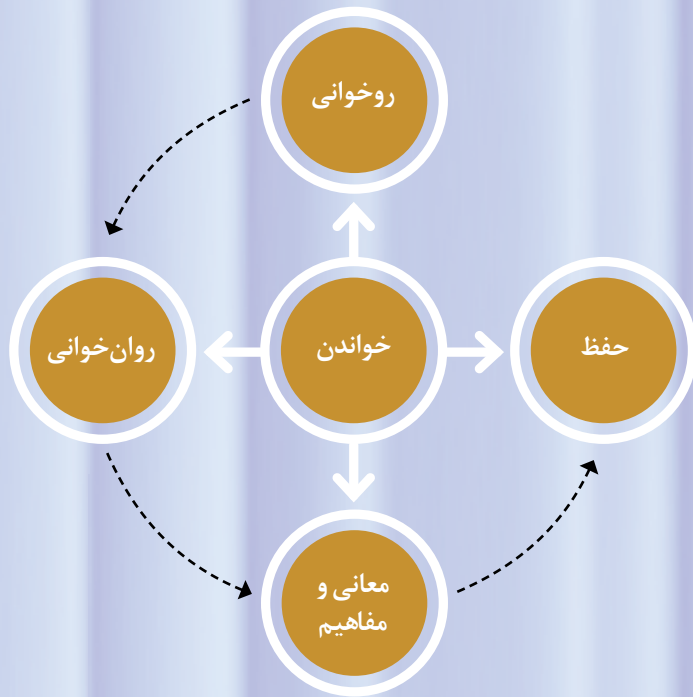 روخوانی
روان‌خوانی
خواندن
حفظ
معانی و
مفاهیم